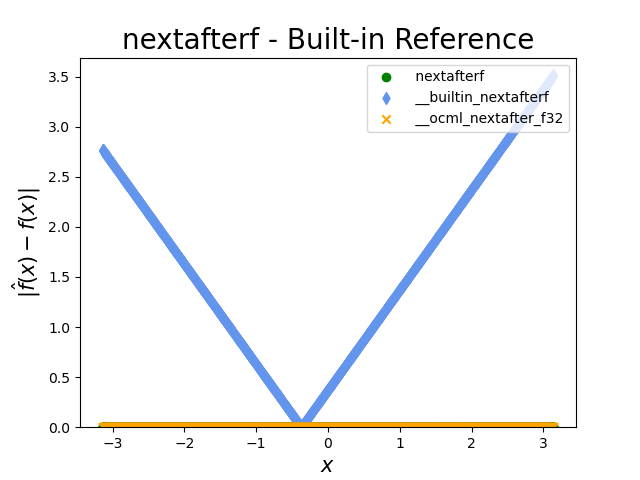 nextafterf - Built-in Reference
nextafterf
__builtin_nextafterf
__ocml_nextafter_f32
|f̂(x) − f(x)|
3.5
3.0
2.5
2.0
1.5
1.0
0.5
0.0
−3 −2 −1 0 1 2 3
x